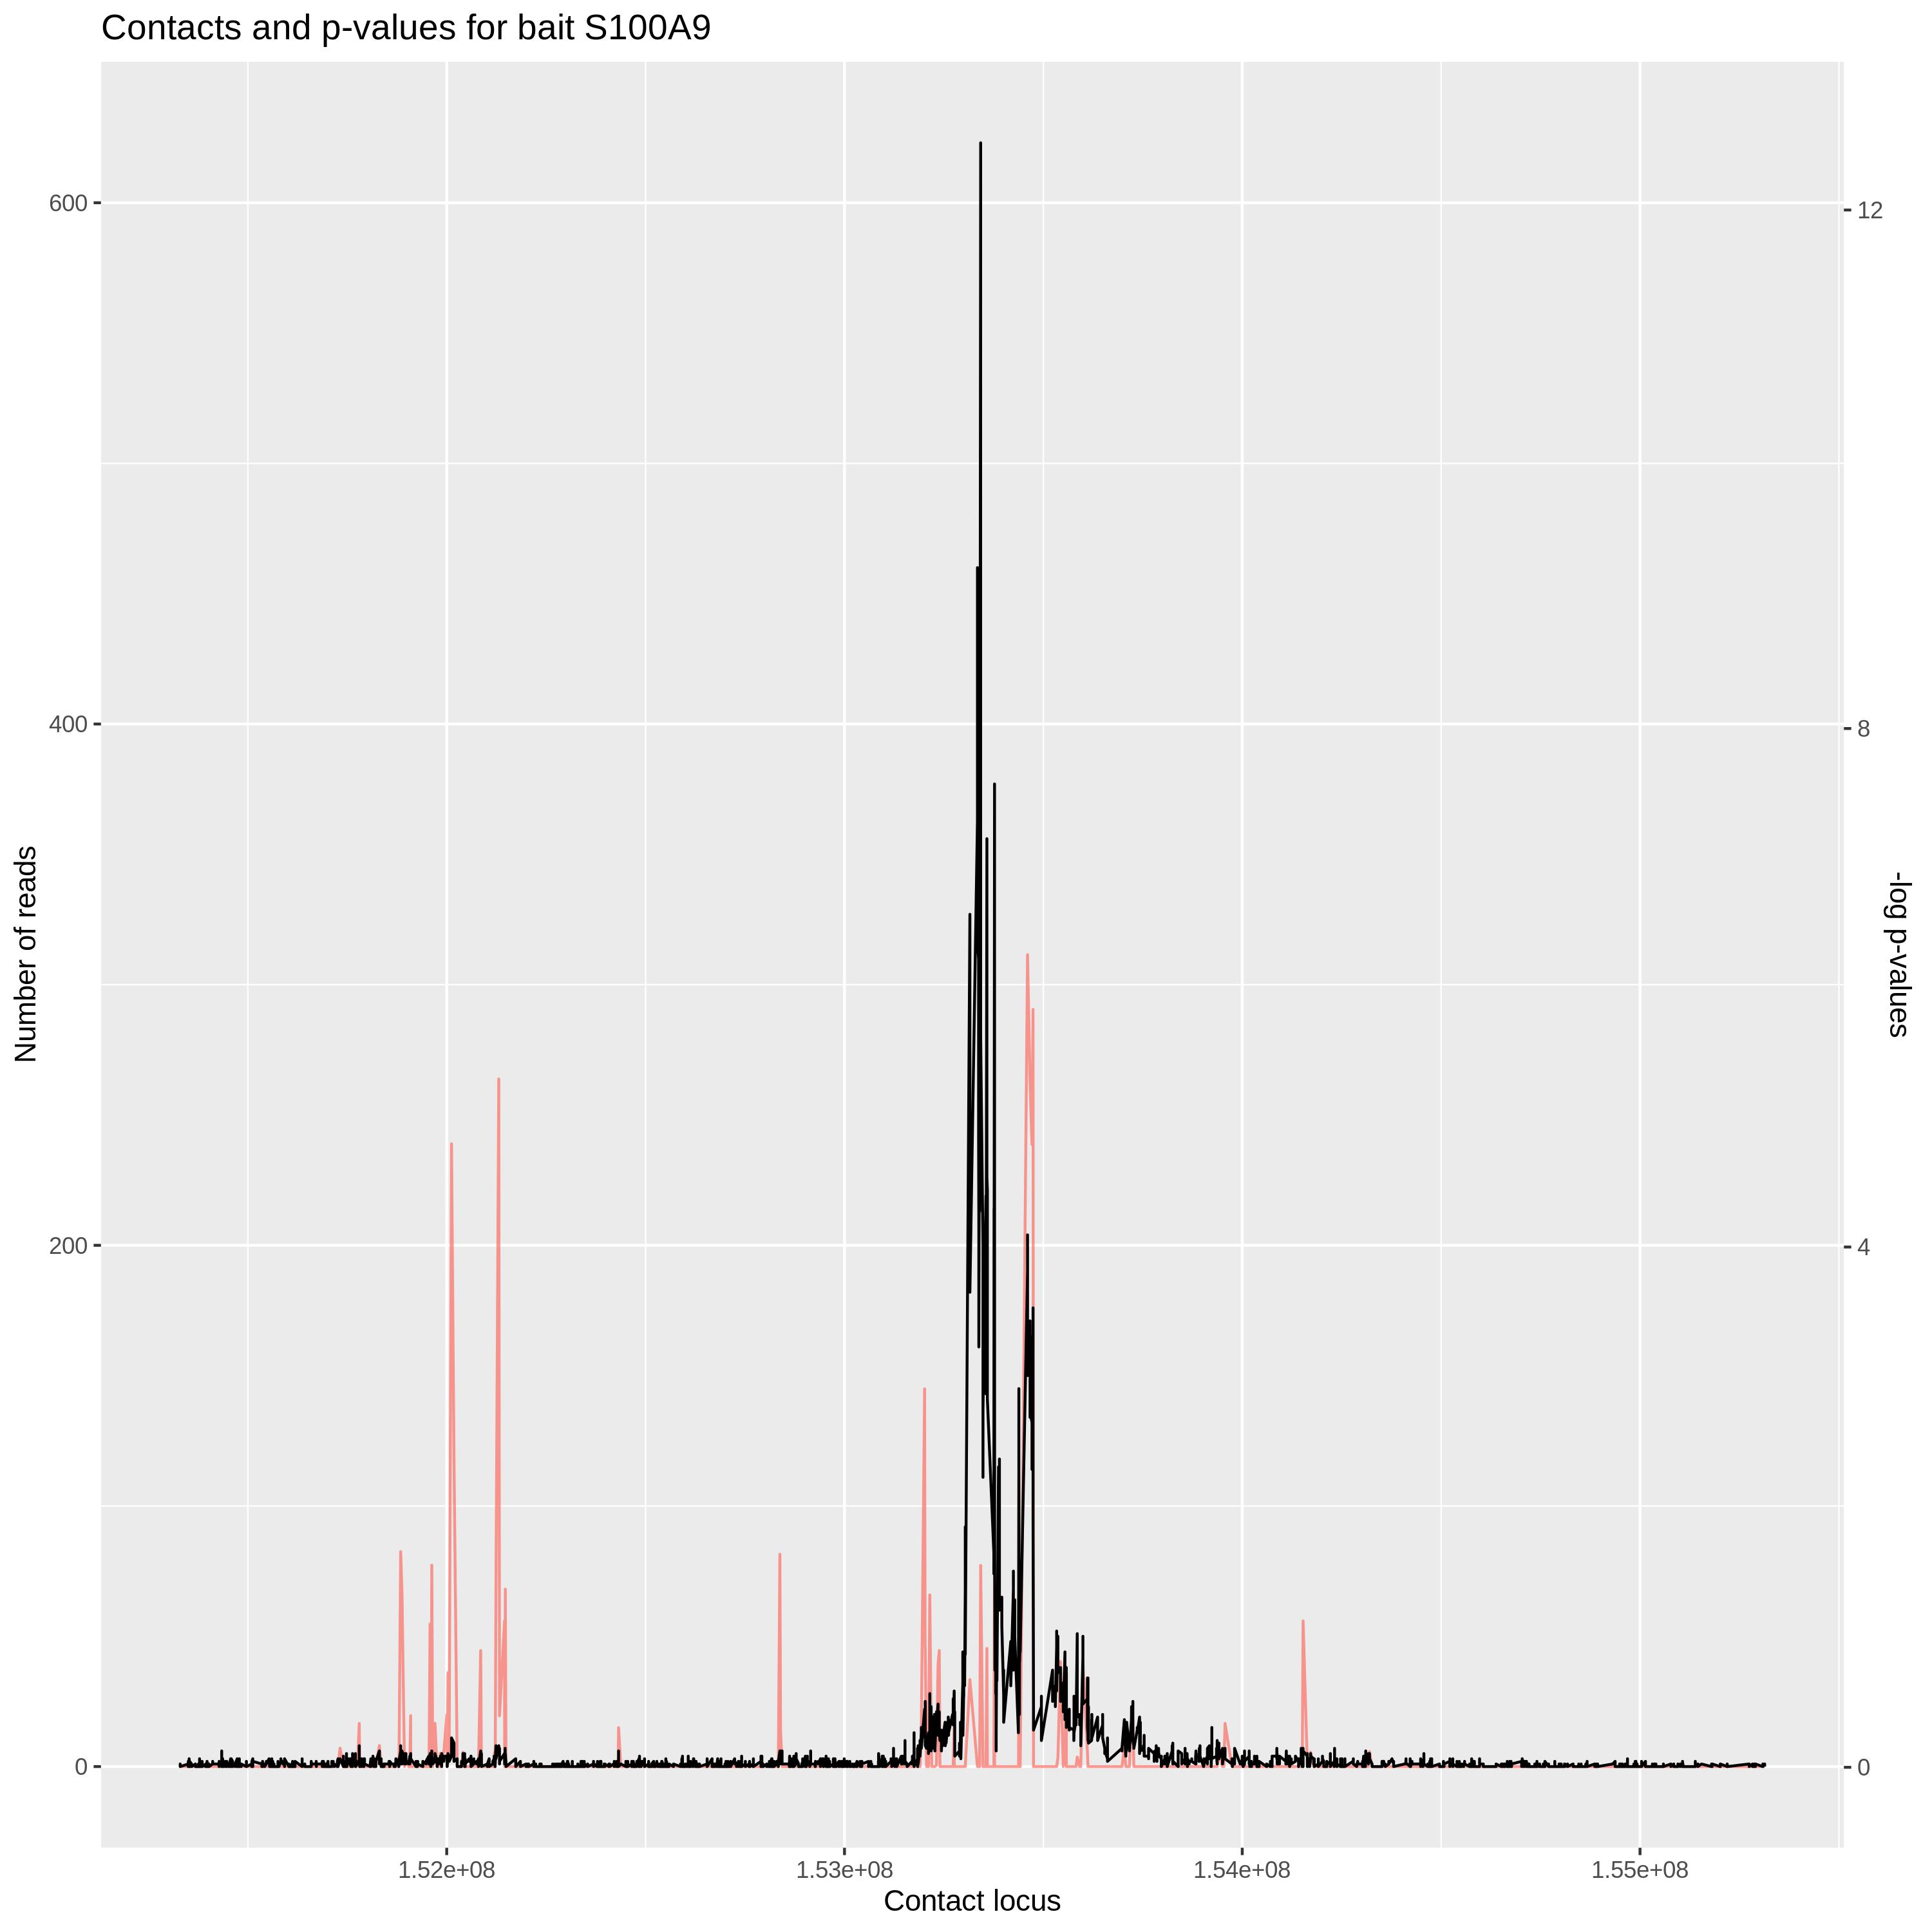 Contacts and p-values for bait S100A9
600
400
200
0
12
8
4
0
Number of reads
-log p-values
1.52e+08
1.53e+08
1.54e+08
1.55e+08
Contact locus